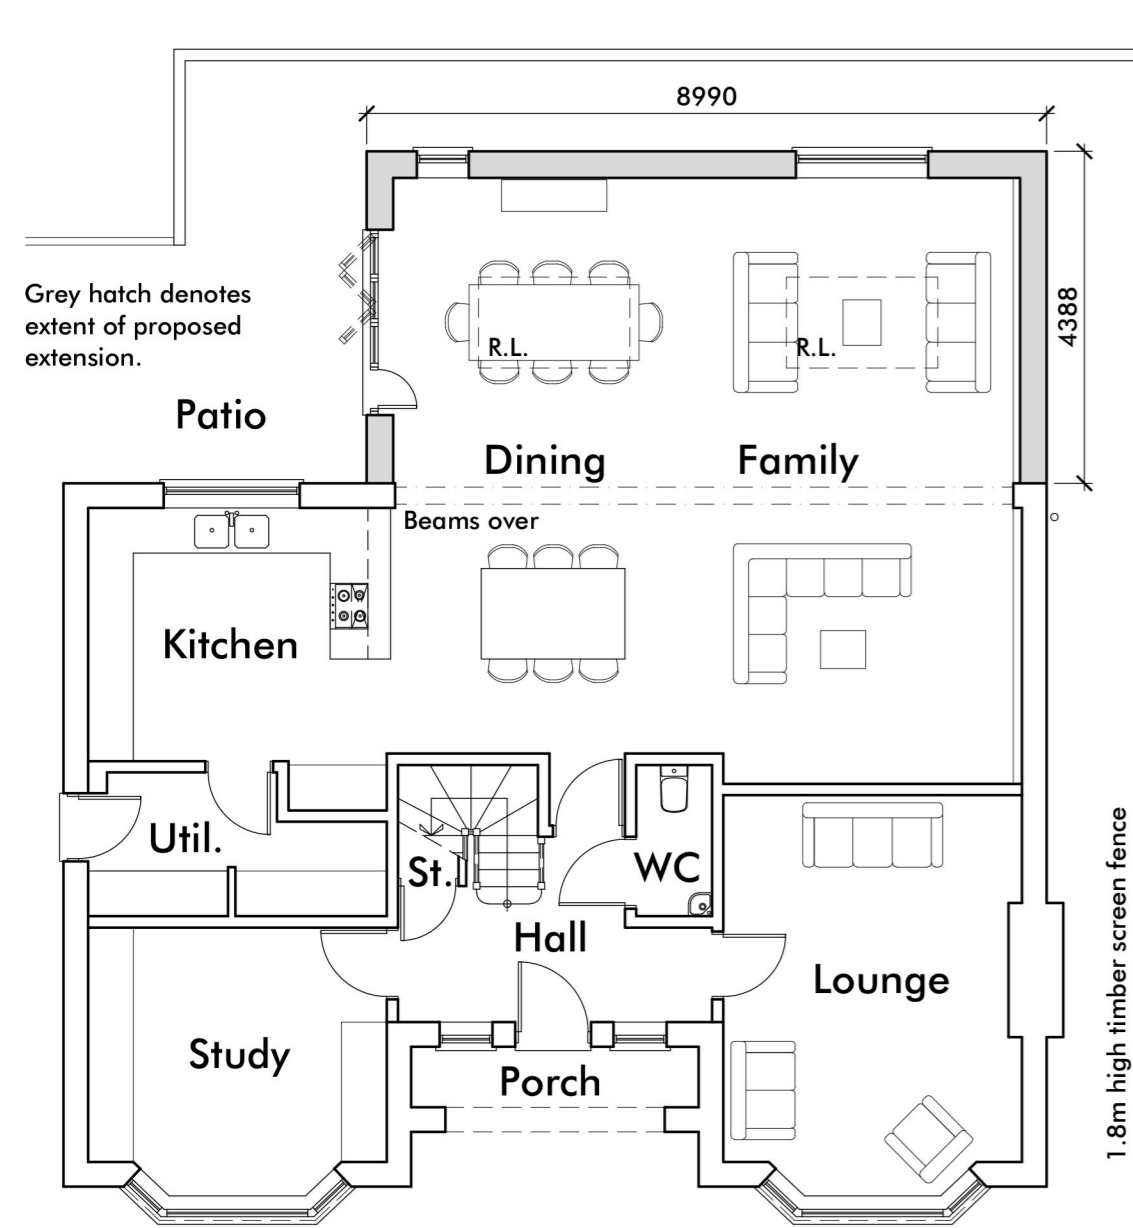 8990
4388
Grey hatch denotes
extent of proposed
extension.
R.L.
R.L.
Patio
Dining
Family
Beams over
Kitchen
Util.
St.
WC
Hall
Lounge
Study
Porch
1.8m high timber screen fence